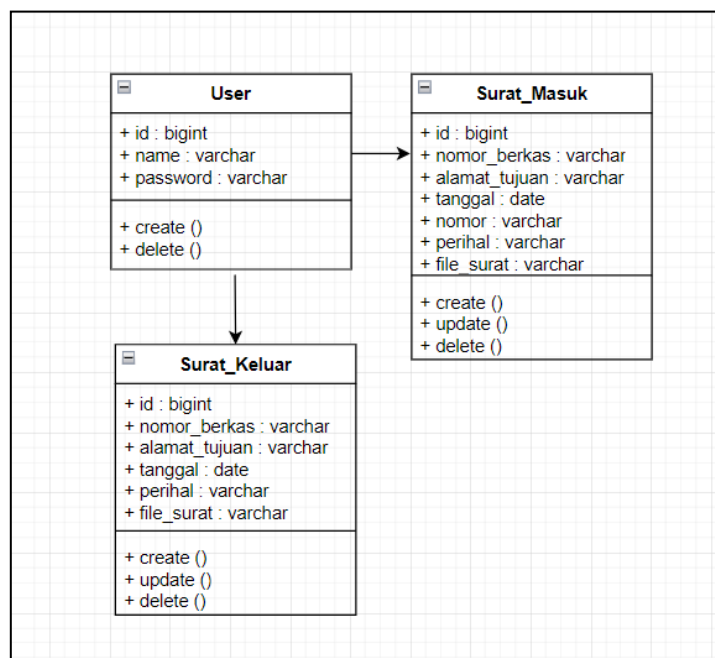 User
+ id : bigint
+ name : varchar
+ password : varchar
+ create ()
+ delete ()
Surat_Masuk
+ id : bigint
+ nomor_berkas : varchar
+ alamat_tujuan : varchar
+ tanggal : date
+ nomor : varchar
+ perihal : varchar
+ file_surat : varchar
+ create ()
+ update ()
+ delete ()
Surat_Keluar
+ id : bigint
+ nomor_berkas : varchar
+ alamat_tujuan : varchar
+ tanggal : date
+ perihal : varchar
+ file_surat : varchar
+ create ()
+ update ()
+ delete ()